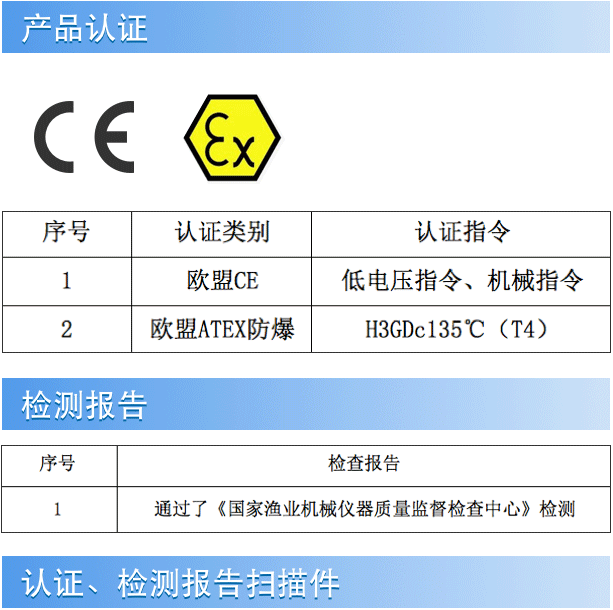 产品认证
CE Ex
序号 认证类别 认证指令
1 欧盟CE 低电压指令、机械指令
2 欧盟ATEX防爆 H3GDc135℃（T4）
检测报告
序号 检查报告
1 通过了《国家渔业机械仪器质量监督检查中心》检测
认证、检测报告扫描件